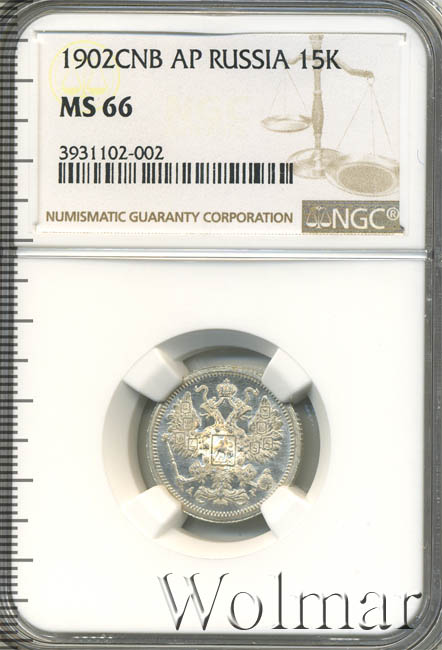 1902CNB AP RUSSIA 15K
MS 66
3931102-002
NUMISMATIC GUARANTY CORPORATION NGC®
Wolmar